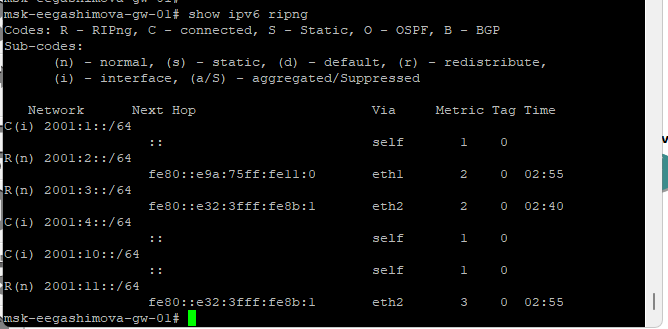 msk-eegashimova-gw-01# show ipv6 ripng
Codes: R - RIPng, C - connected, S - Static, O - OSPF, B - BGP
Sub-codes:
      (n) - normal, (s) - static, (d) - default, (r) - redistribute,
      (i) - interface, (a/S) - aggregated/Suppressed

   Network      Next Hop                      Via     Metric Tag Time
C(i) 2001:1::/64
                  ::                          self       1    0
R(n) 2001:2::/64
                  fe80::e9a:75ff:fe11:0       eth1       2    0  02:55
R(n) 2001:3::/64
                  fe80::e32:3fff:fe8b:1       eth2       2    0  02:40
C(i) 2001:4::/64
                  ::                          self       1    0
C(i) 2001:10::/64
                  ::                          self       1    0
R(n) 2001:11::/64
                  fe80::e32:3fff:fe8b:1       eth2       3    0  02:55
msk-eegashimova-gw-01#